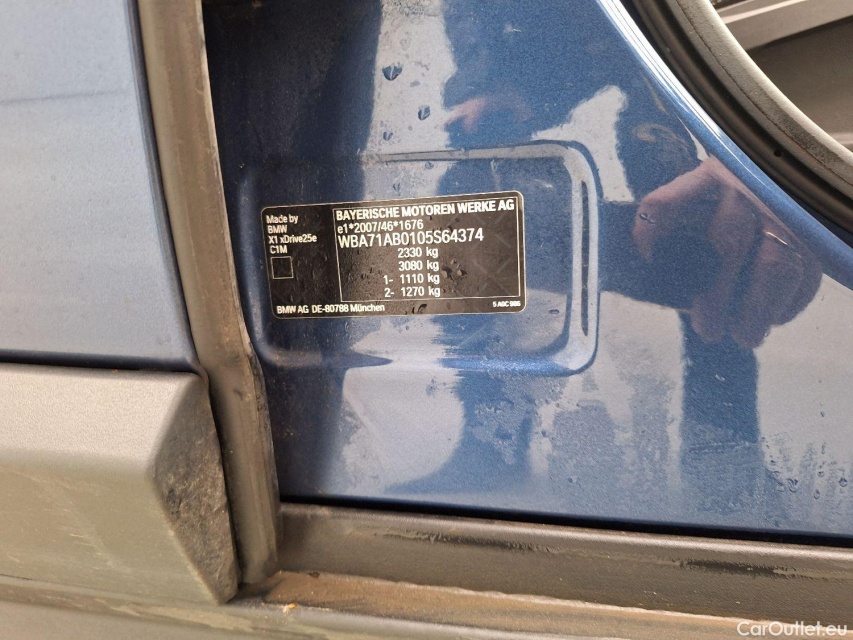 Made by
BMW
X1 xDrive25e
C1M
BAYERISCHE MOTOREN WERKE AG
e1*2007/46*1676
WBA71AB0105S64374
2330 kg
3080 kg
1- 1110 kg
2- 1270 kg
BMW AG DE-80788 München
CarOutlet.eu